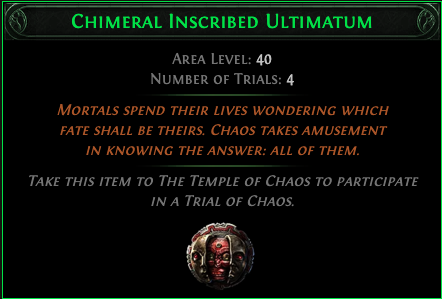 Chimeral Inscribed Ultimatum
Area Level: 40
Number of Trials: 4
Mortals spend their lives wondering which
fate shall be theirs. Chaos takes amusement
in knowing the answer: all of them.
Take this item to The Temple of Chaos to participate
in a Trial of Chaos.